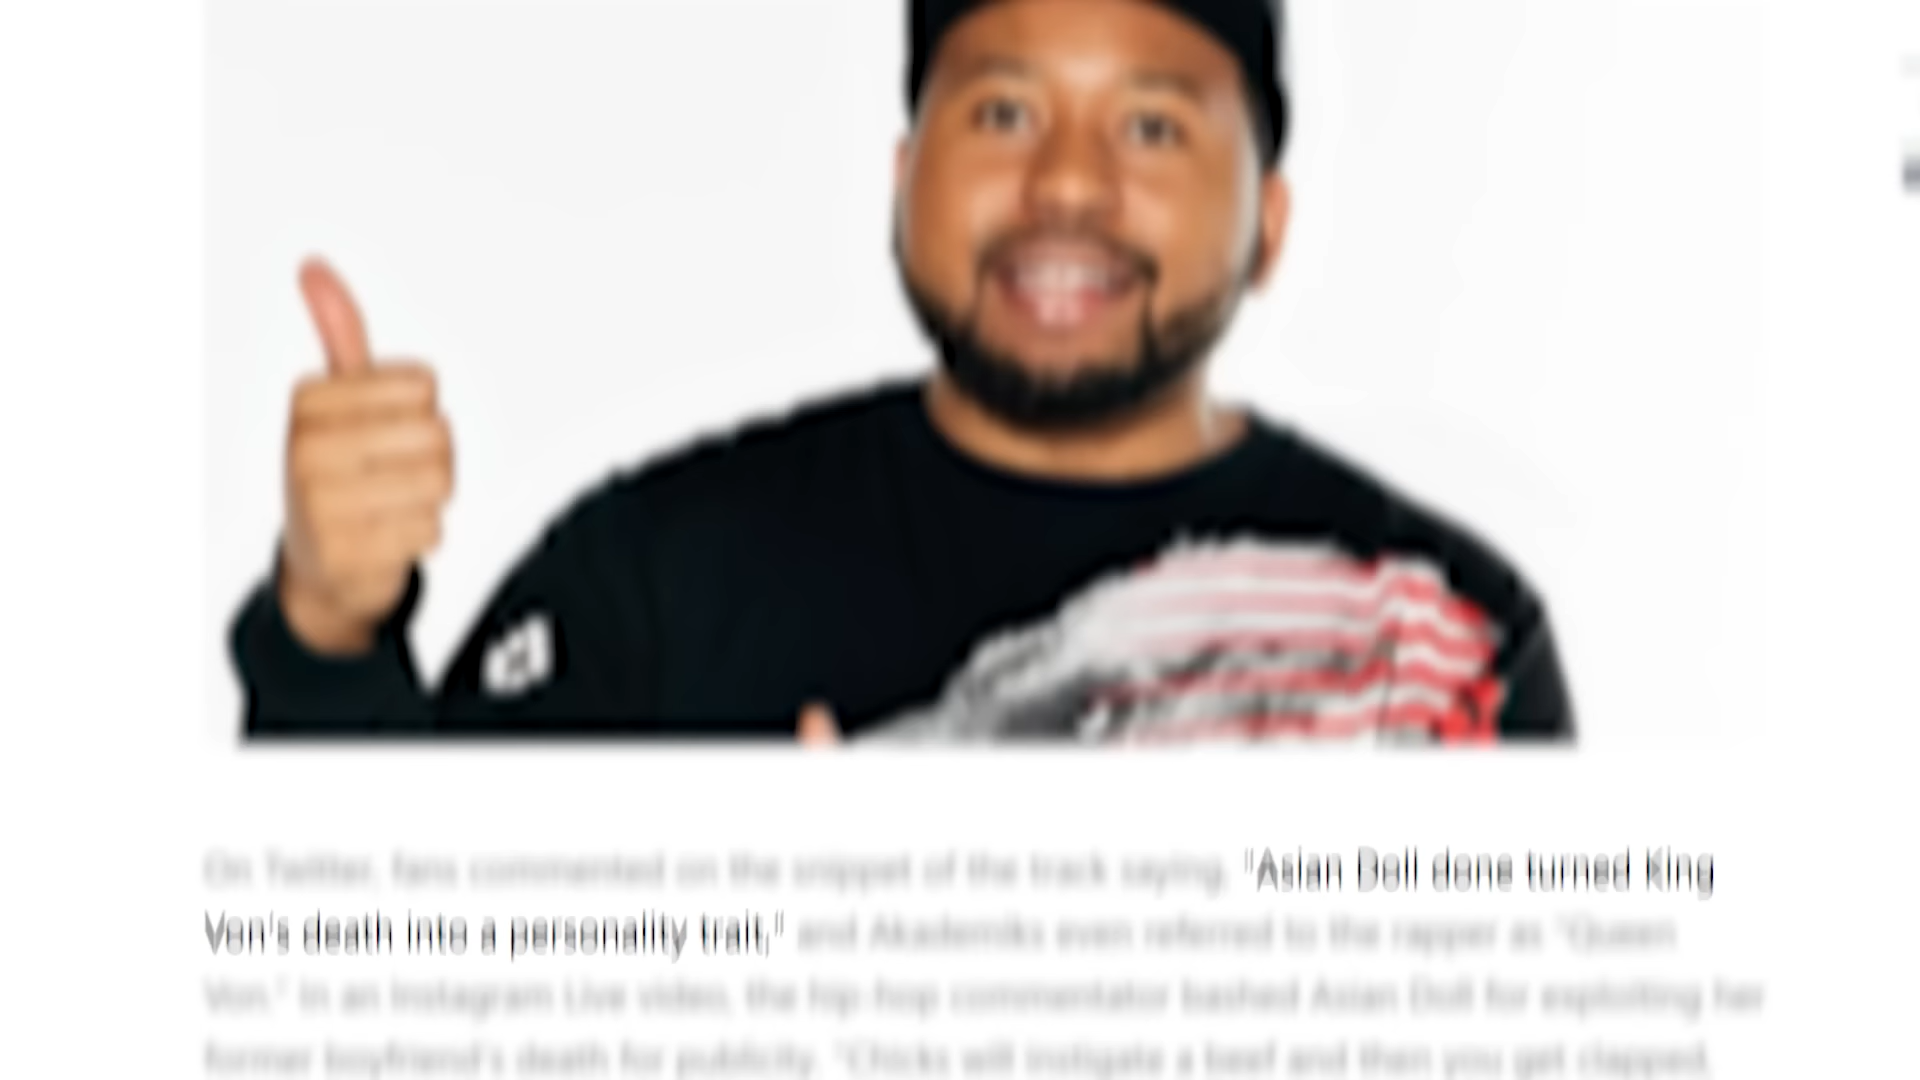 On Twitter, fans commented on the snippet of the track saying, "Asian Doll done turned King
Von's death into a personality trait," and Akademiks even referred to the rapper as "Queen
Von." In an Instagram Live video, the hip-hop commentator bashed Asian Doll for exploiting her
former boyfriend's death for publicity. "Chicks will instigate a beef and then you get clapped,